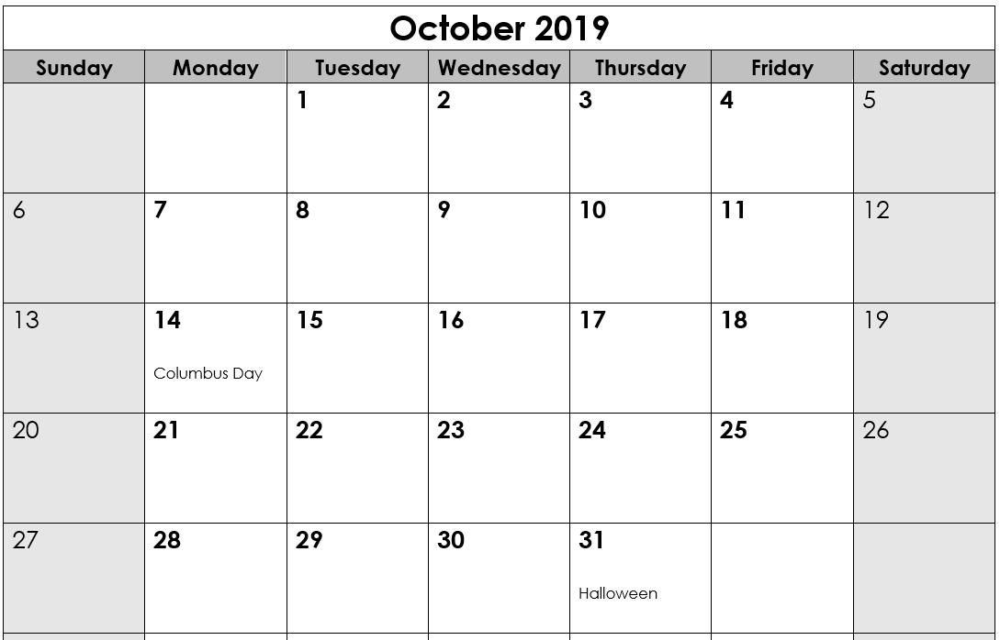 October 2019
Sunday Monday Tuesday Wednesday Thursday Friday Saturday
1 2 3 4 5
6 7 8 9 10 11 12
13 14 15 16 17 18 19
Columbus Day
20 21 22 23 24 25 26
27 28 29 30 31
Halloween